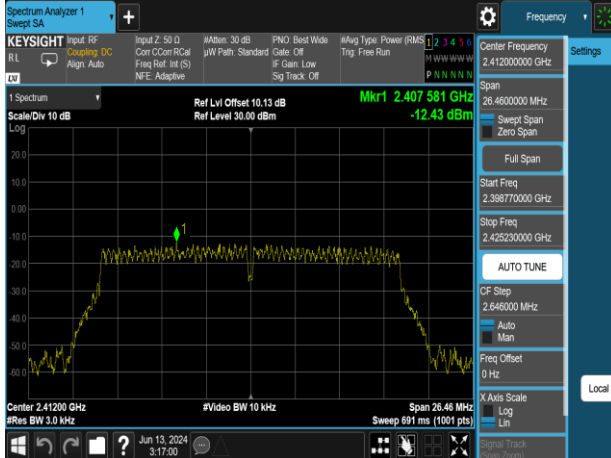 Spectrum Analyzer 1
Swept SA
+
Frequency
KEYSIGHT
RL
LXI
Input: RF
Coupling: DC
Align: Auto
Input Z: 50 Ω
Corr CCorr RCal
Freq Ref: Int (S)
NFE: Adaptive
#Atten: 30 dB
µW Path: Standard
PNO: Best Wide
Gate: Off
IF Gain: Low
Sig Track: Off
#Avg Type: Power (RMS
Trig: Free Run
1 2 3 4 5 6
M W W W W W
P N N N N N
1 Spectrum
Scale/Div 10 dB
Log
Ref Lvl Offset 10.13 dB
Ref Level 30.00 dBm
Mkr1 2.407 581 GHz
-12.43 dBm
1
20.0
10.0
0.00
-10.0
-20.0
-30.0
-40.0
-50.0
-60.0
Center 2.41200 GHz
#Res BW 3.0 kHz
#Video BW 10 kHz
Span 26.46 MHz
Sweep 691 ms (1001 pts)
Center Frequency
2.412000000 GHz
Settings
Span
26.4600000 MHz
Swept Span
Zero Span
Full Span
Start Freq
2.398770000 GHz
Stop Freq
2.425230000 GHz
AUTO TUNE
CF Step
2.646000 MHz
Auto
Man
Freq Offset
0 Hz
Local
X Axis Scale
Log
Lin
Signal Track
(Span Zoom)
?
Jun 13, 2024
3:17:00